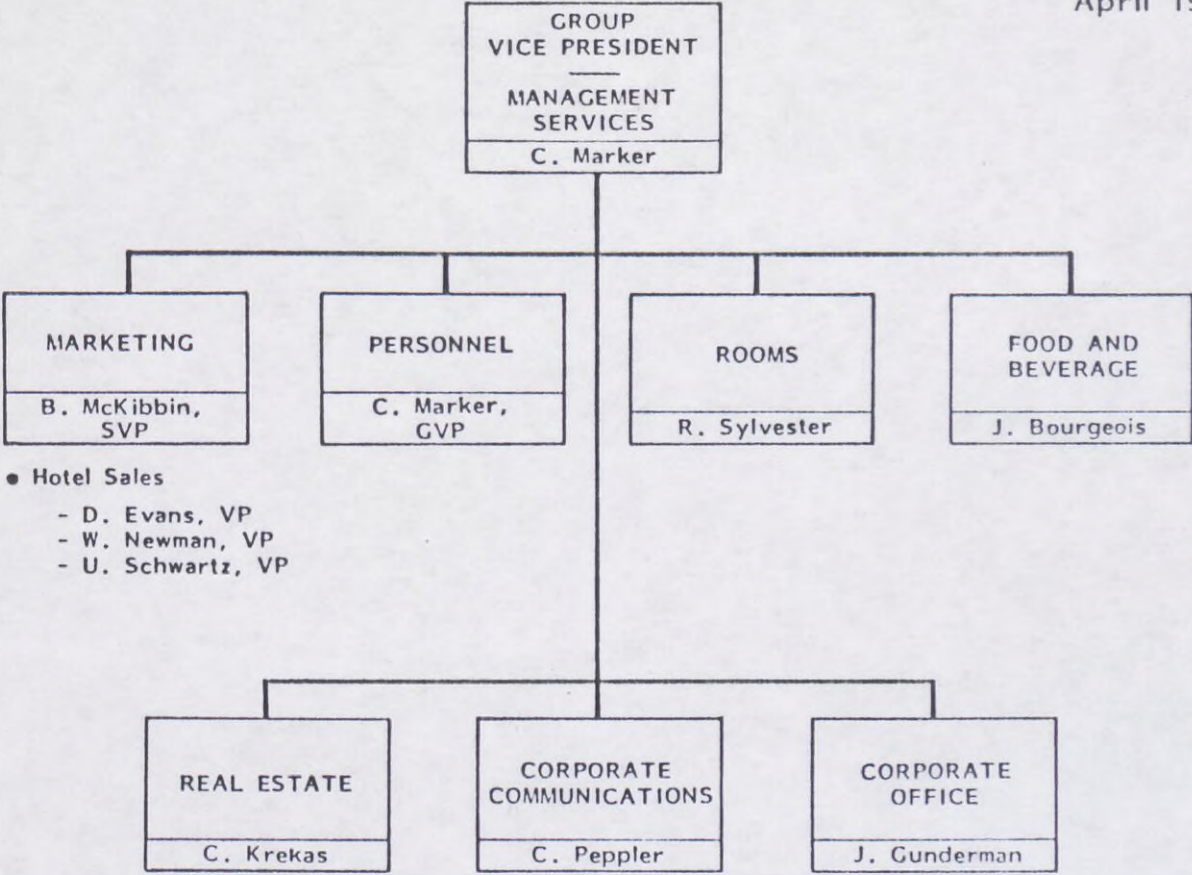 April
GROUP
VICE PRESIDENT
MANAGEMENT
SERVICES
C. Marker
MARKETING
B. McKibbin,
SVP
PERSONNEL
C. Marker,
GVP
ROOMS
R. Sylvester
FOOD AND
BEVERAGE
J. Bourgeois
• Hotel Sales
- D. Evans, VP
- W. Newman, VP
- U. Schwartz, VP
REAL ESTATE
C. Krekas
CORPORATE
COMMUNICATIONS
C. Peppler
CORPORATE
OFFICE
J. Gunderman